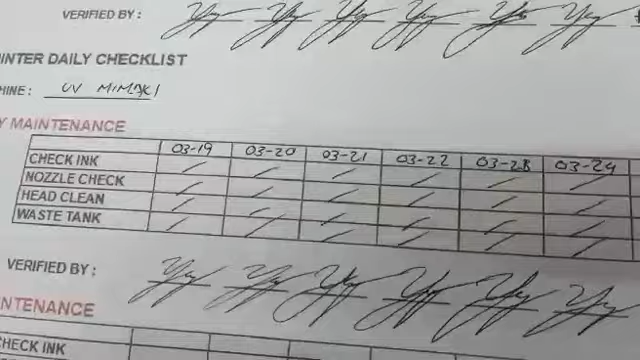 VERIFIED BY :
INTER DAILY CHECKLIST
HINE : UV MIMAKI
Y MAINTENANCE
03-19 03-20 03-21 03-22 03-23 03-24
CHECK INK
NOZZLE CHECK
HEAD CLEAN
WASTE TANK
VERIFIED BY :
NTENANCE
CHECK INK